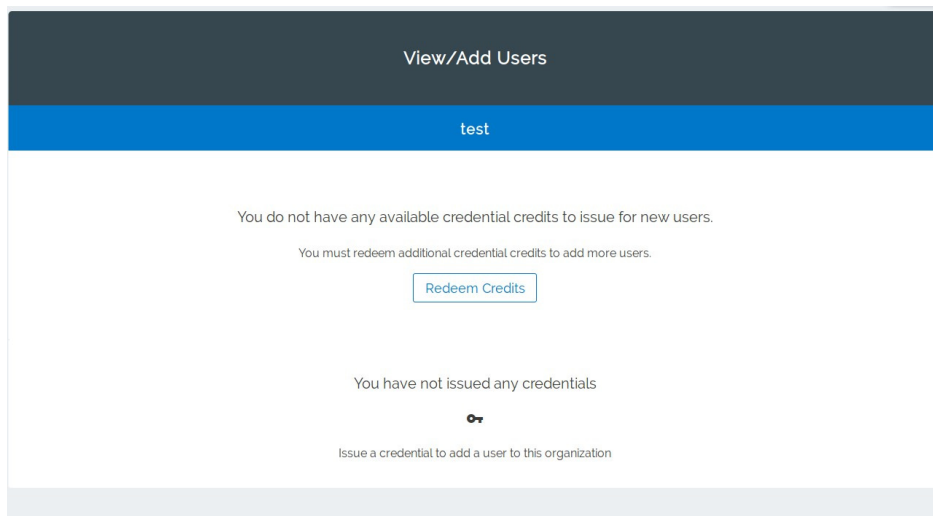 View/Add Users
test
You do not have any available credential credits to issue for new users.
You must redeem additional credential credits to add more users.
Redeem Credits
You have not issued any credentials
Issue a credential to add a user to this organization